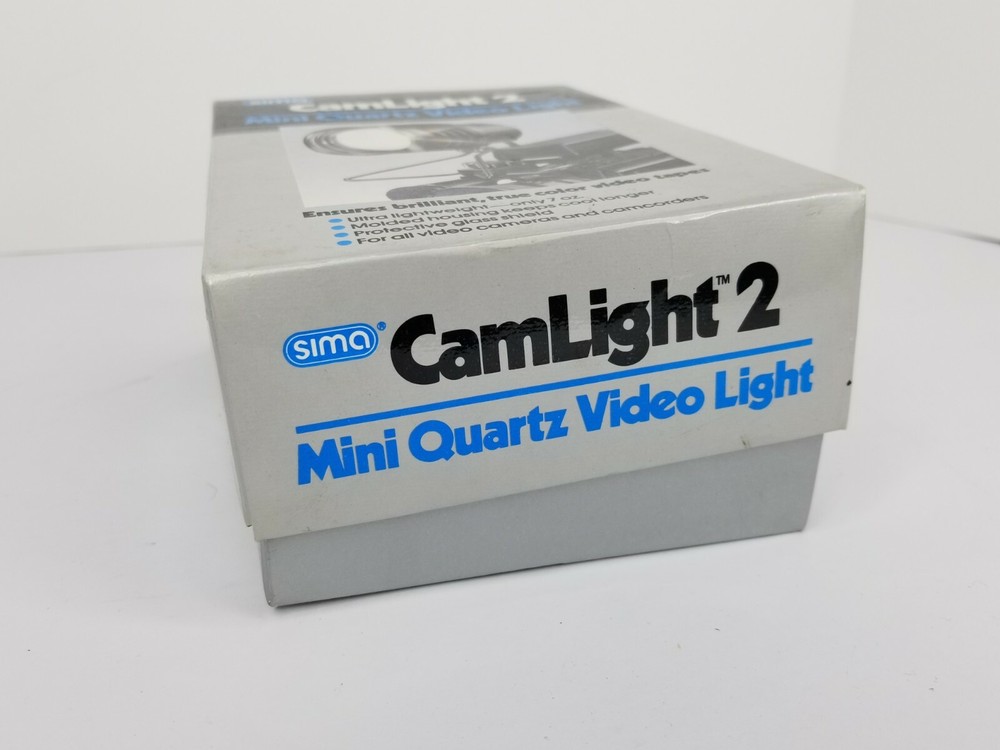 sima
CamLight 2
Mini Quartz Video Light
Ensures brilliant, true color video tapes
• Ultra lightweight—only 7 oz.
• Molded housing keeps cool longer
• Protective glass shield
• For all video cameras and camcorders
sima® CamLight™ 2
Mini Quartz Video Light